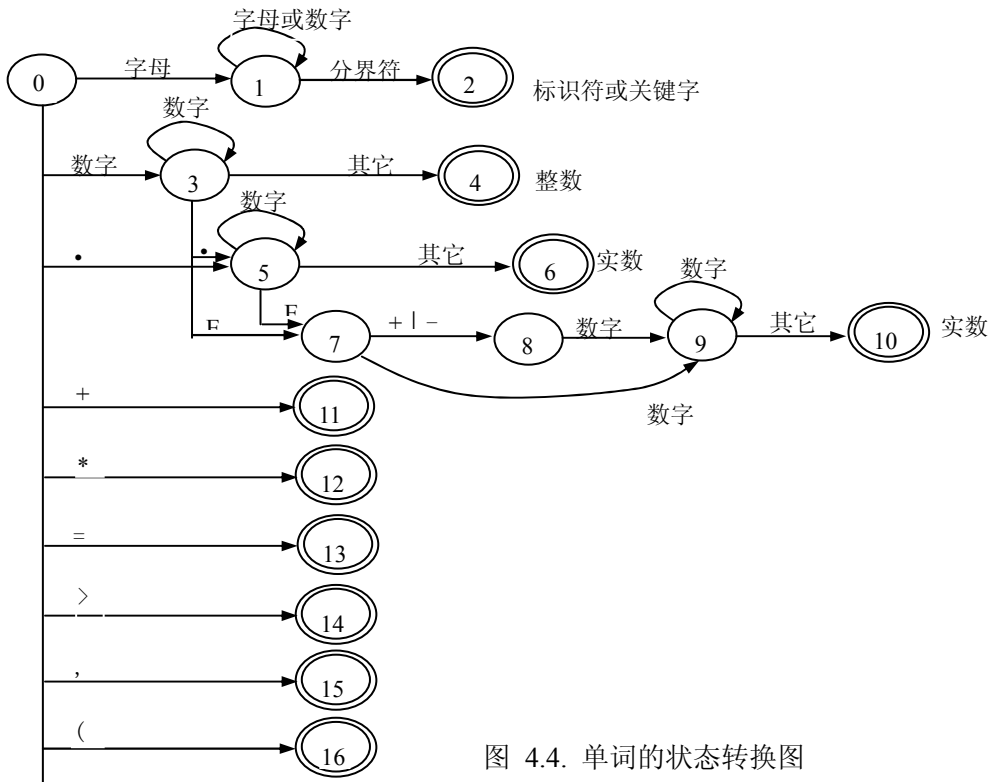 字母或数字
0 字母 1 分界符 2 标识符或关键字
数字
数字 3 其它 4 整数
数字
• • 5 其它 6 实数
数字
E E 7 +|- 8 数字 9 其它 10 实数
数字
+ 11
* 12
= 13
> 14
, 15
( 16
图 4.4. 单词的状态转换图